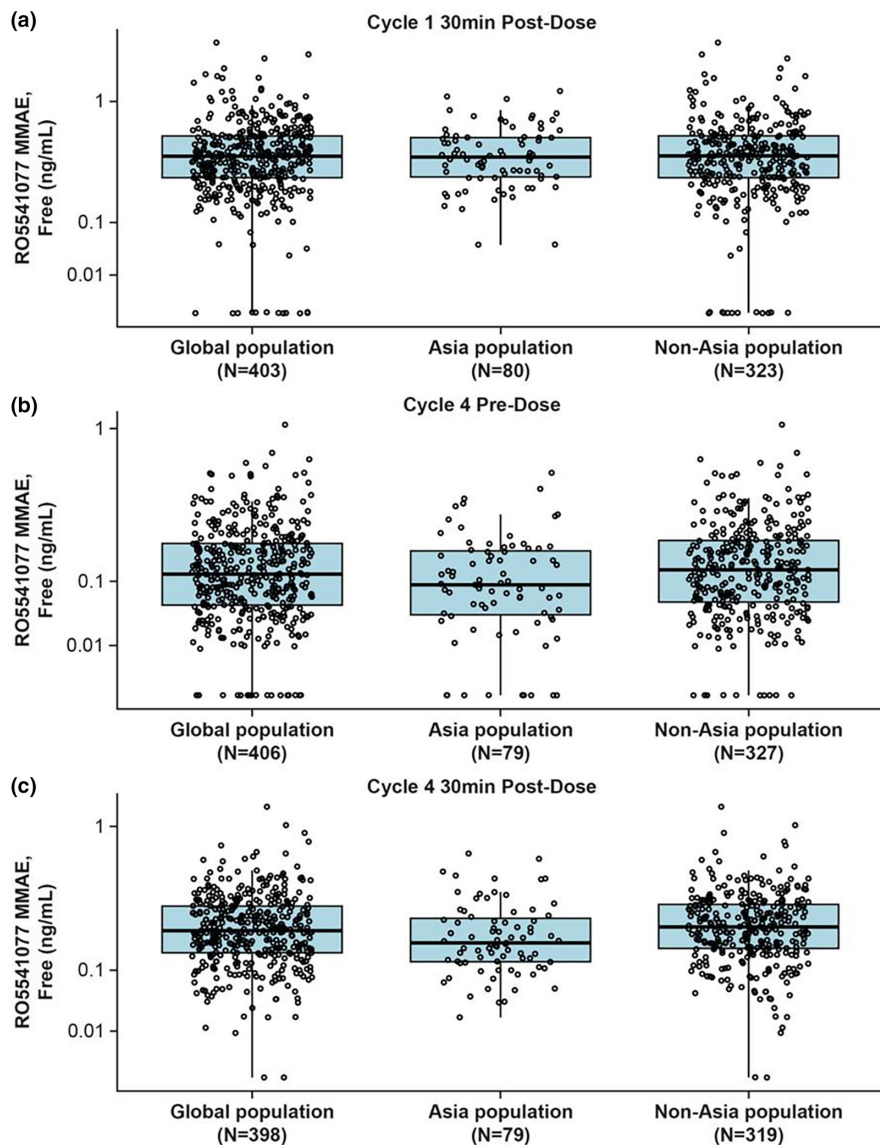 (a)
Cycle 1 30min Post-Dose
RO5541077 MMAE,
Free (ng/mL)
1
0.1
0.01
Global population
(N=403)
Asia population
(N=80)
Non-Asia population
(N=323)
(b)
Cycle 4 Pre-Dose
RO5541077 MMAE,
Free (ng/mL)
1
0.1
0.01
Global population
(N=406)
Asia population
(N=79)
Non-Asia population
(N=327)
(c)
Cycle 4 30min Post-Dose
RO5541077 MMAE,
Free (ng/mL)
1
0.1
0.01
Global population
(N=398)
Asia population
(N=79)
Non-Asia population
(N=319)